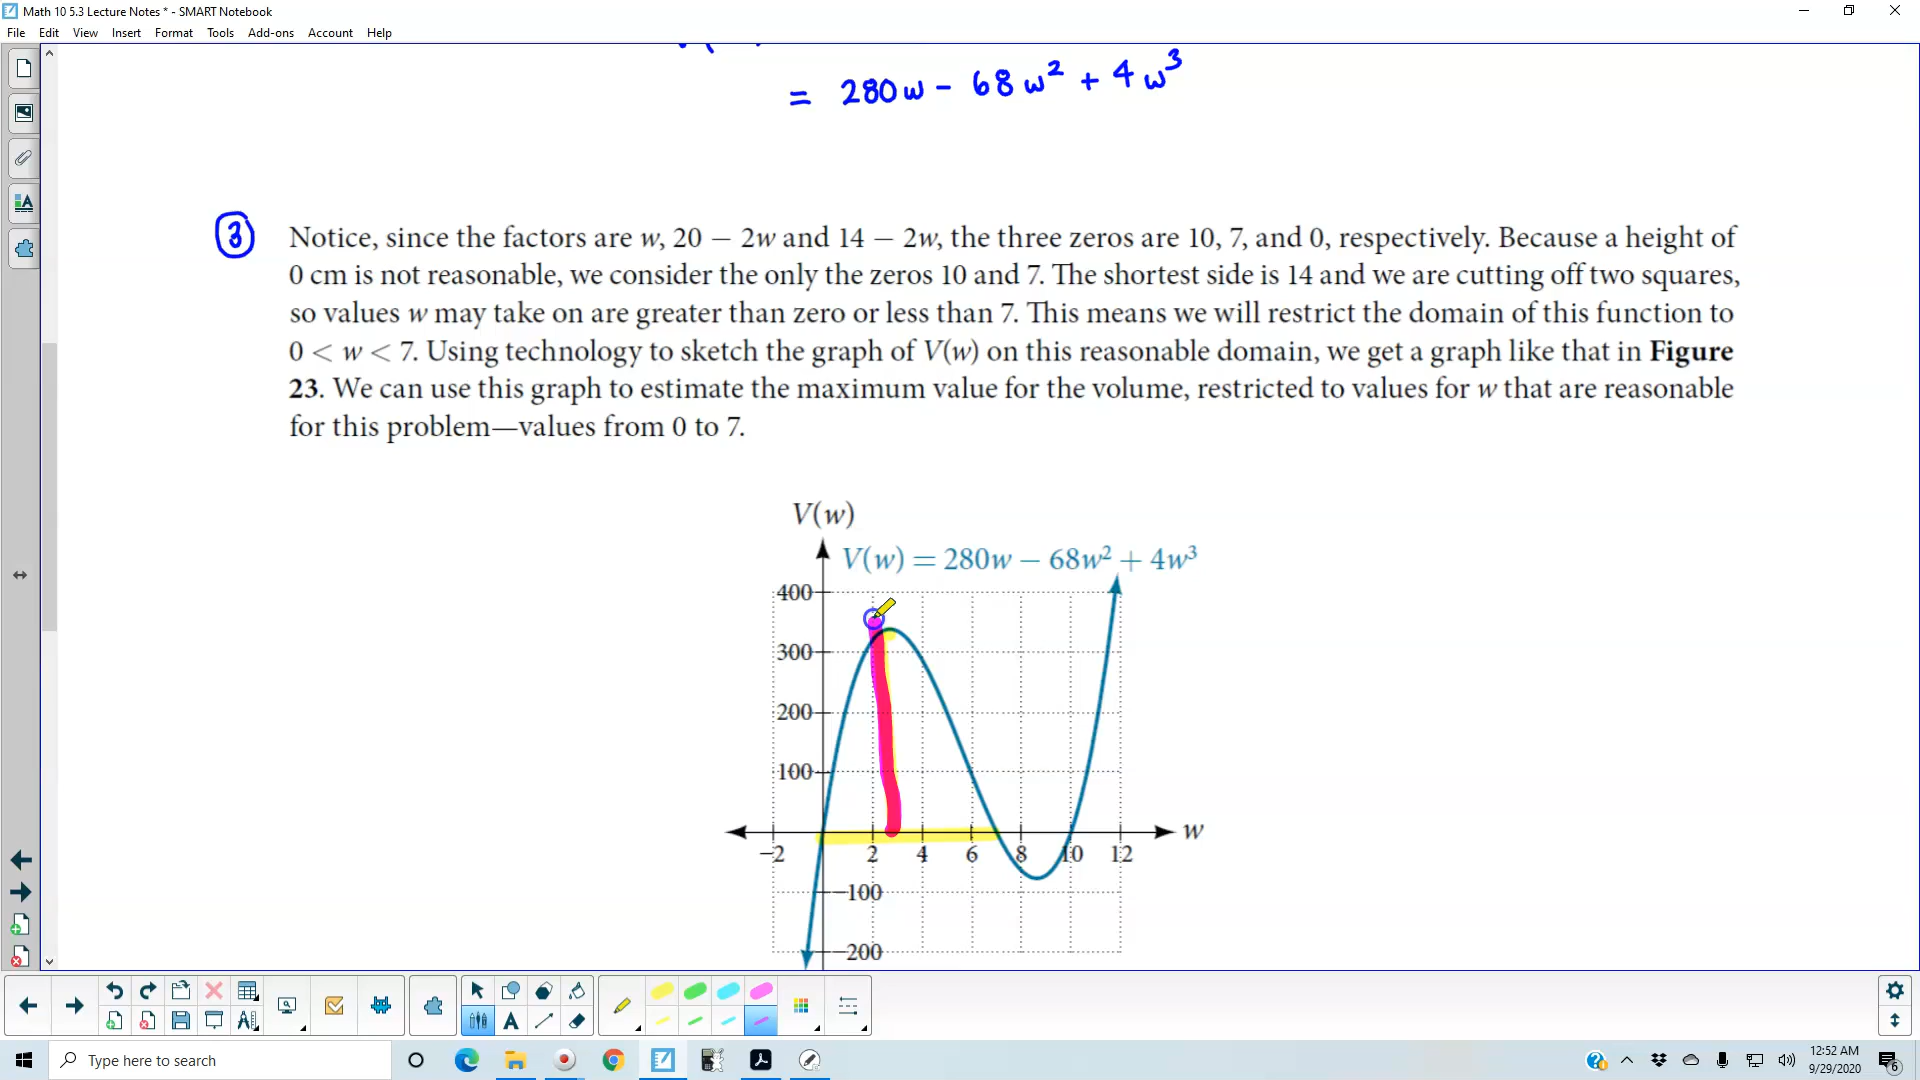 Math 10 5.3 Lecture Notes * - SMART Notebook
File Edit View Insert Format Tools Add-ons Account Help
= 280w - 68w² + 4w³
③ Notice, since the factors are w, 20 − 2w and 14 − 2w, the three zeros are 10, 7, and 0, respectively. Because a height of
0 cm is not reasonable, we consider the only the zeros 10 and 7. The shortest side is 14 and we are cutting off two squares,
so values w may take on are greater than zero or less than 7. This means we will restrict the domain of this function to
0 < w < 7. Using technology to sketch the graph of V(w) on this reasonable domain, we get a graph like that in Figure
23. We can use this graph to estimate the maximum value for the volume, restricted to values for w that are reasonable
for this problem—values from 0 to 7.
V(w)
V(w) = 280w − 68w² + 4w³
400
300
200
100
w
−2 2 4 6 8 10 12
−100
−200
Type here to search
12:52 AM
9/29/2020
6